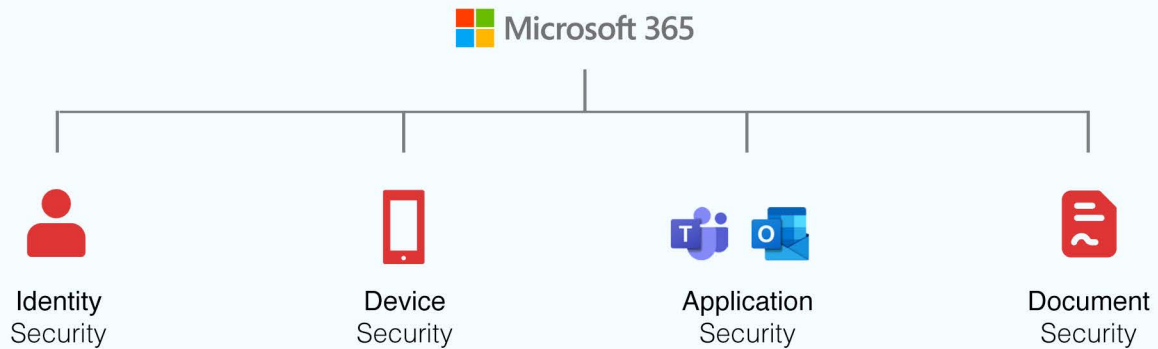 Microsoft 365
T
O
Identity
Security
Device
Security
Application
Security
Document
Security